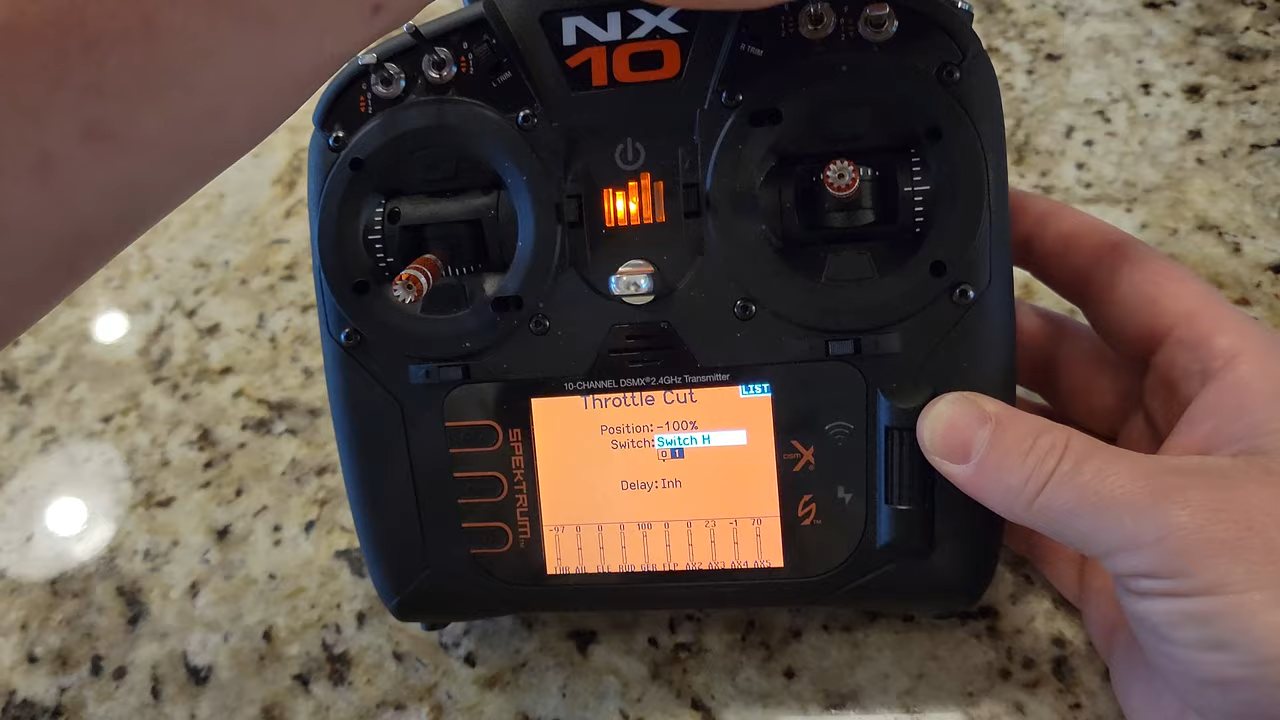 NX
10
L TRIM
R TRIM
10-CHANNEL DSMX® 2.4GHz Transmitter
LIST
Throttle Cut
Position: -100%
Switch: Switch H
0 1
Delay: Inh
-97 0 0 0 100 0 0 23 -1 70
THR AIL ELE RUD GER FLP AX2 AX3 AX4 AX5
SPEKTRUM
DSM X